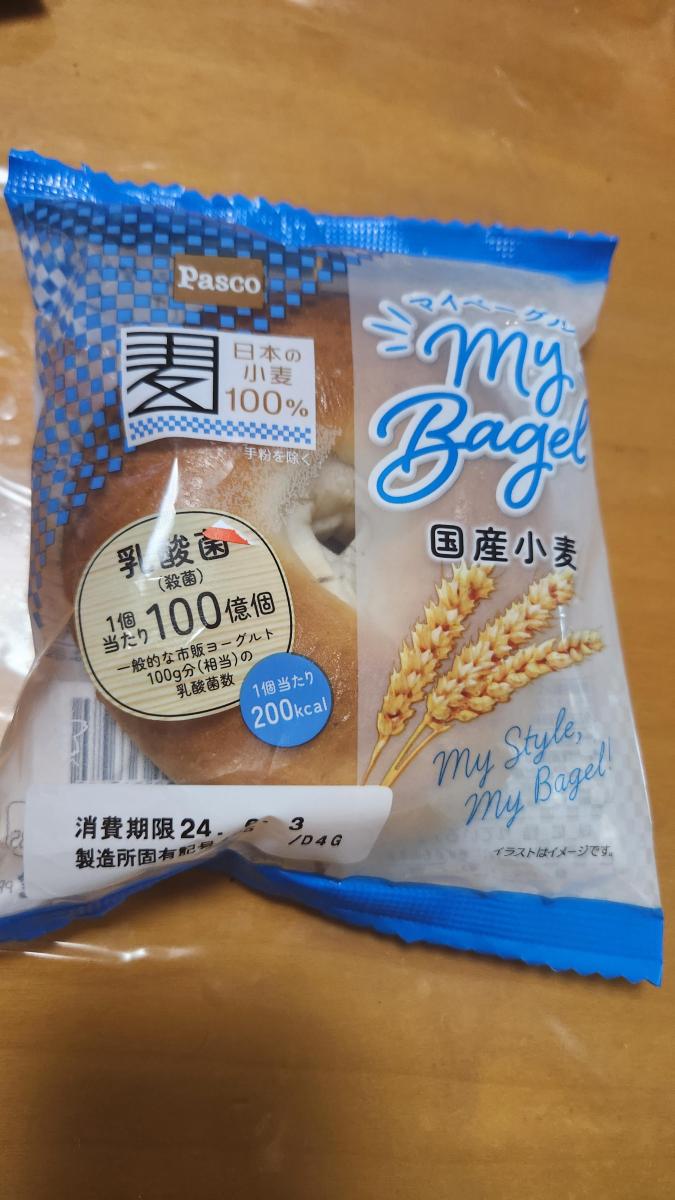 Pasco
麦
日本の
小麦
100%
手粉を除く
マイベーグル
My
Bagel
国産小麦
乳酸菌
(殺菌)
1個
当たり100億個
一般的な市販ヨーグルト
100g分(相当)の
乳酸菌数
1個当たり
200kcal
My Style,
My Bagel!
消費期限24. 3
製造所固有記号 /D4G
イラストはイメージです。